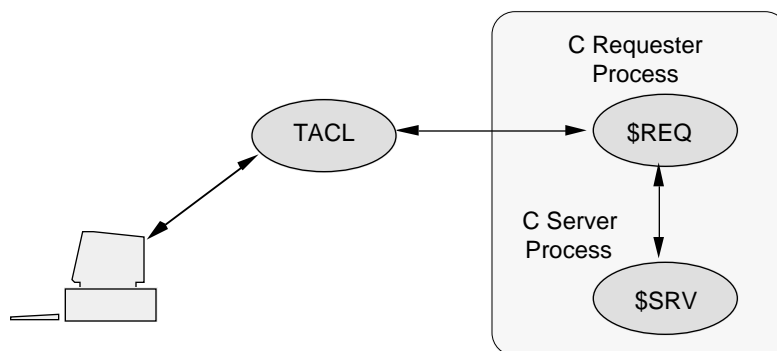 C Requester
Process
TACL
$REQ
C Server
Process
$SRV